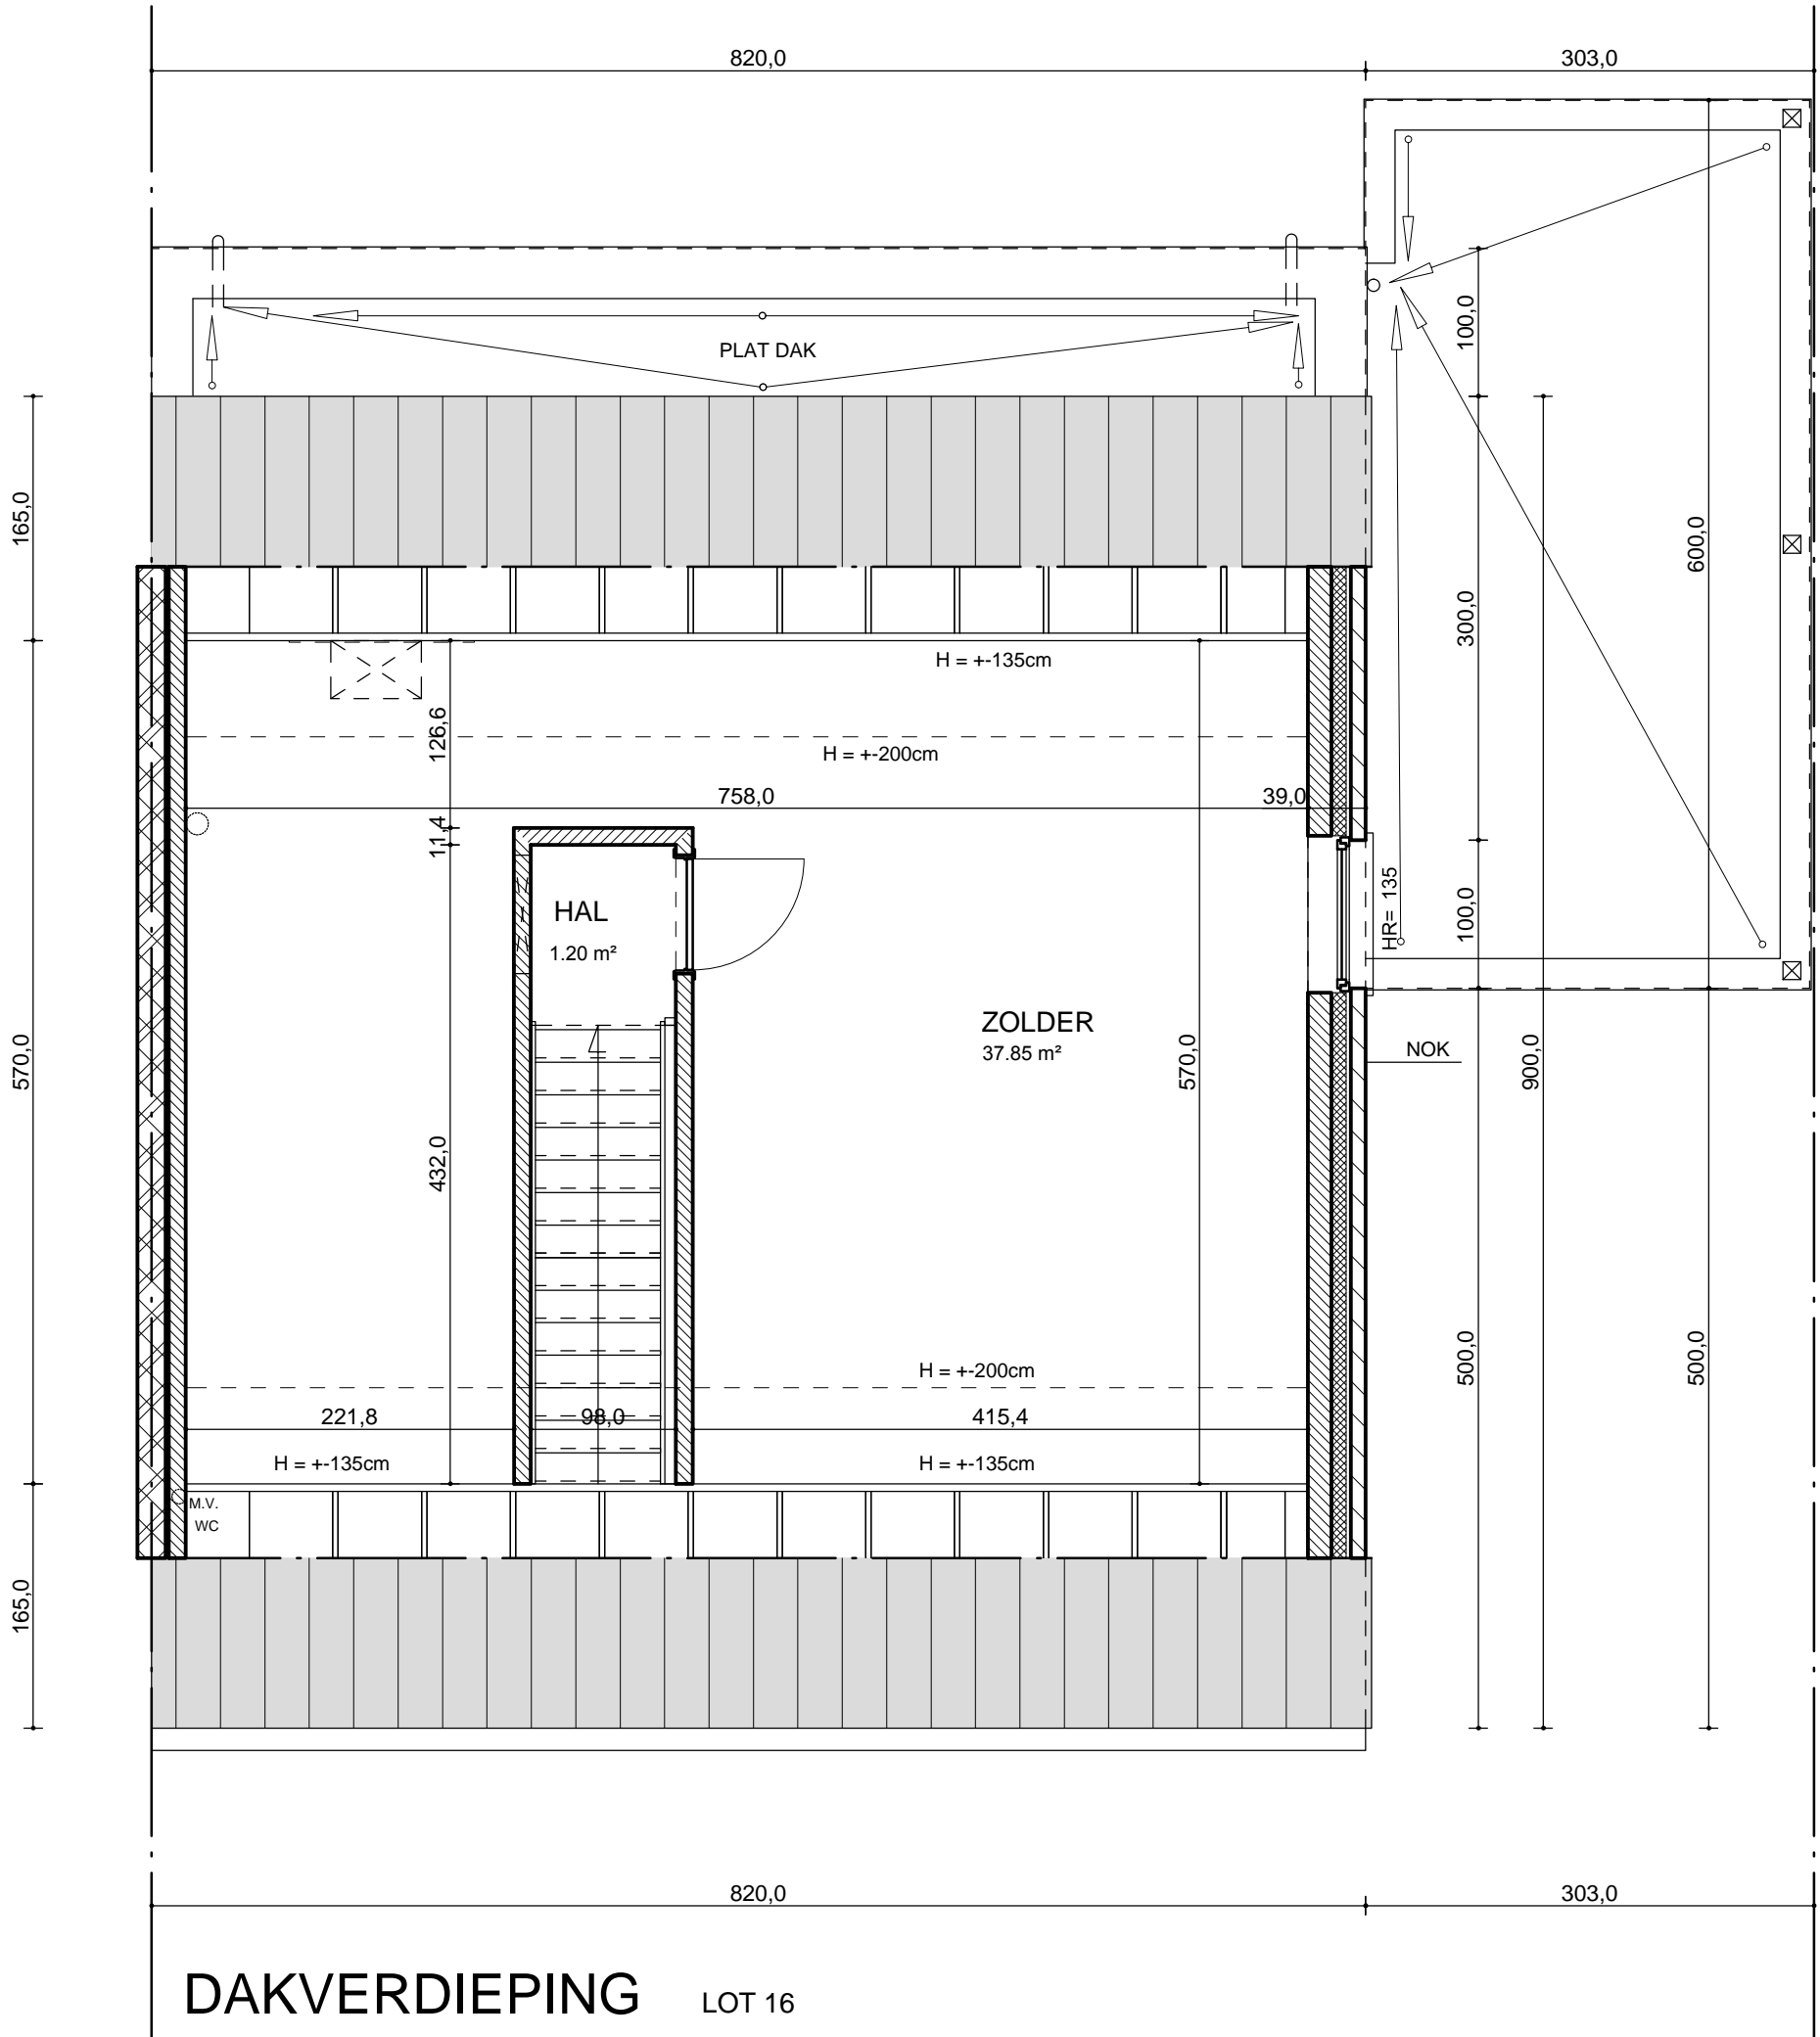 820,0
303,0
100,0
PLAT DAK
165,0
600,0
300,0
H = +-135cm
126,6
H = +-200cm
758,0
39,0
11,4
HAL
1.20 m²
HR= 135
100,0
ZOLDER
37.85 m²
NOK
570,0
570,0
900,0
432,0
500,0
500,0
H = +-200cm
221,8
98,0
415,4
H = +-135cm
H = +-135cm
M.V.
WC
165,0
820,0
303,0
DAKVERDIEPING LOT 16